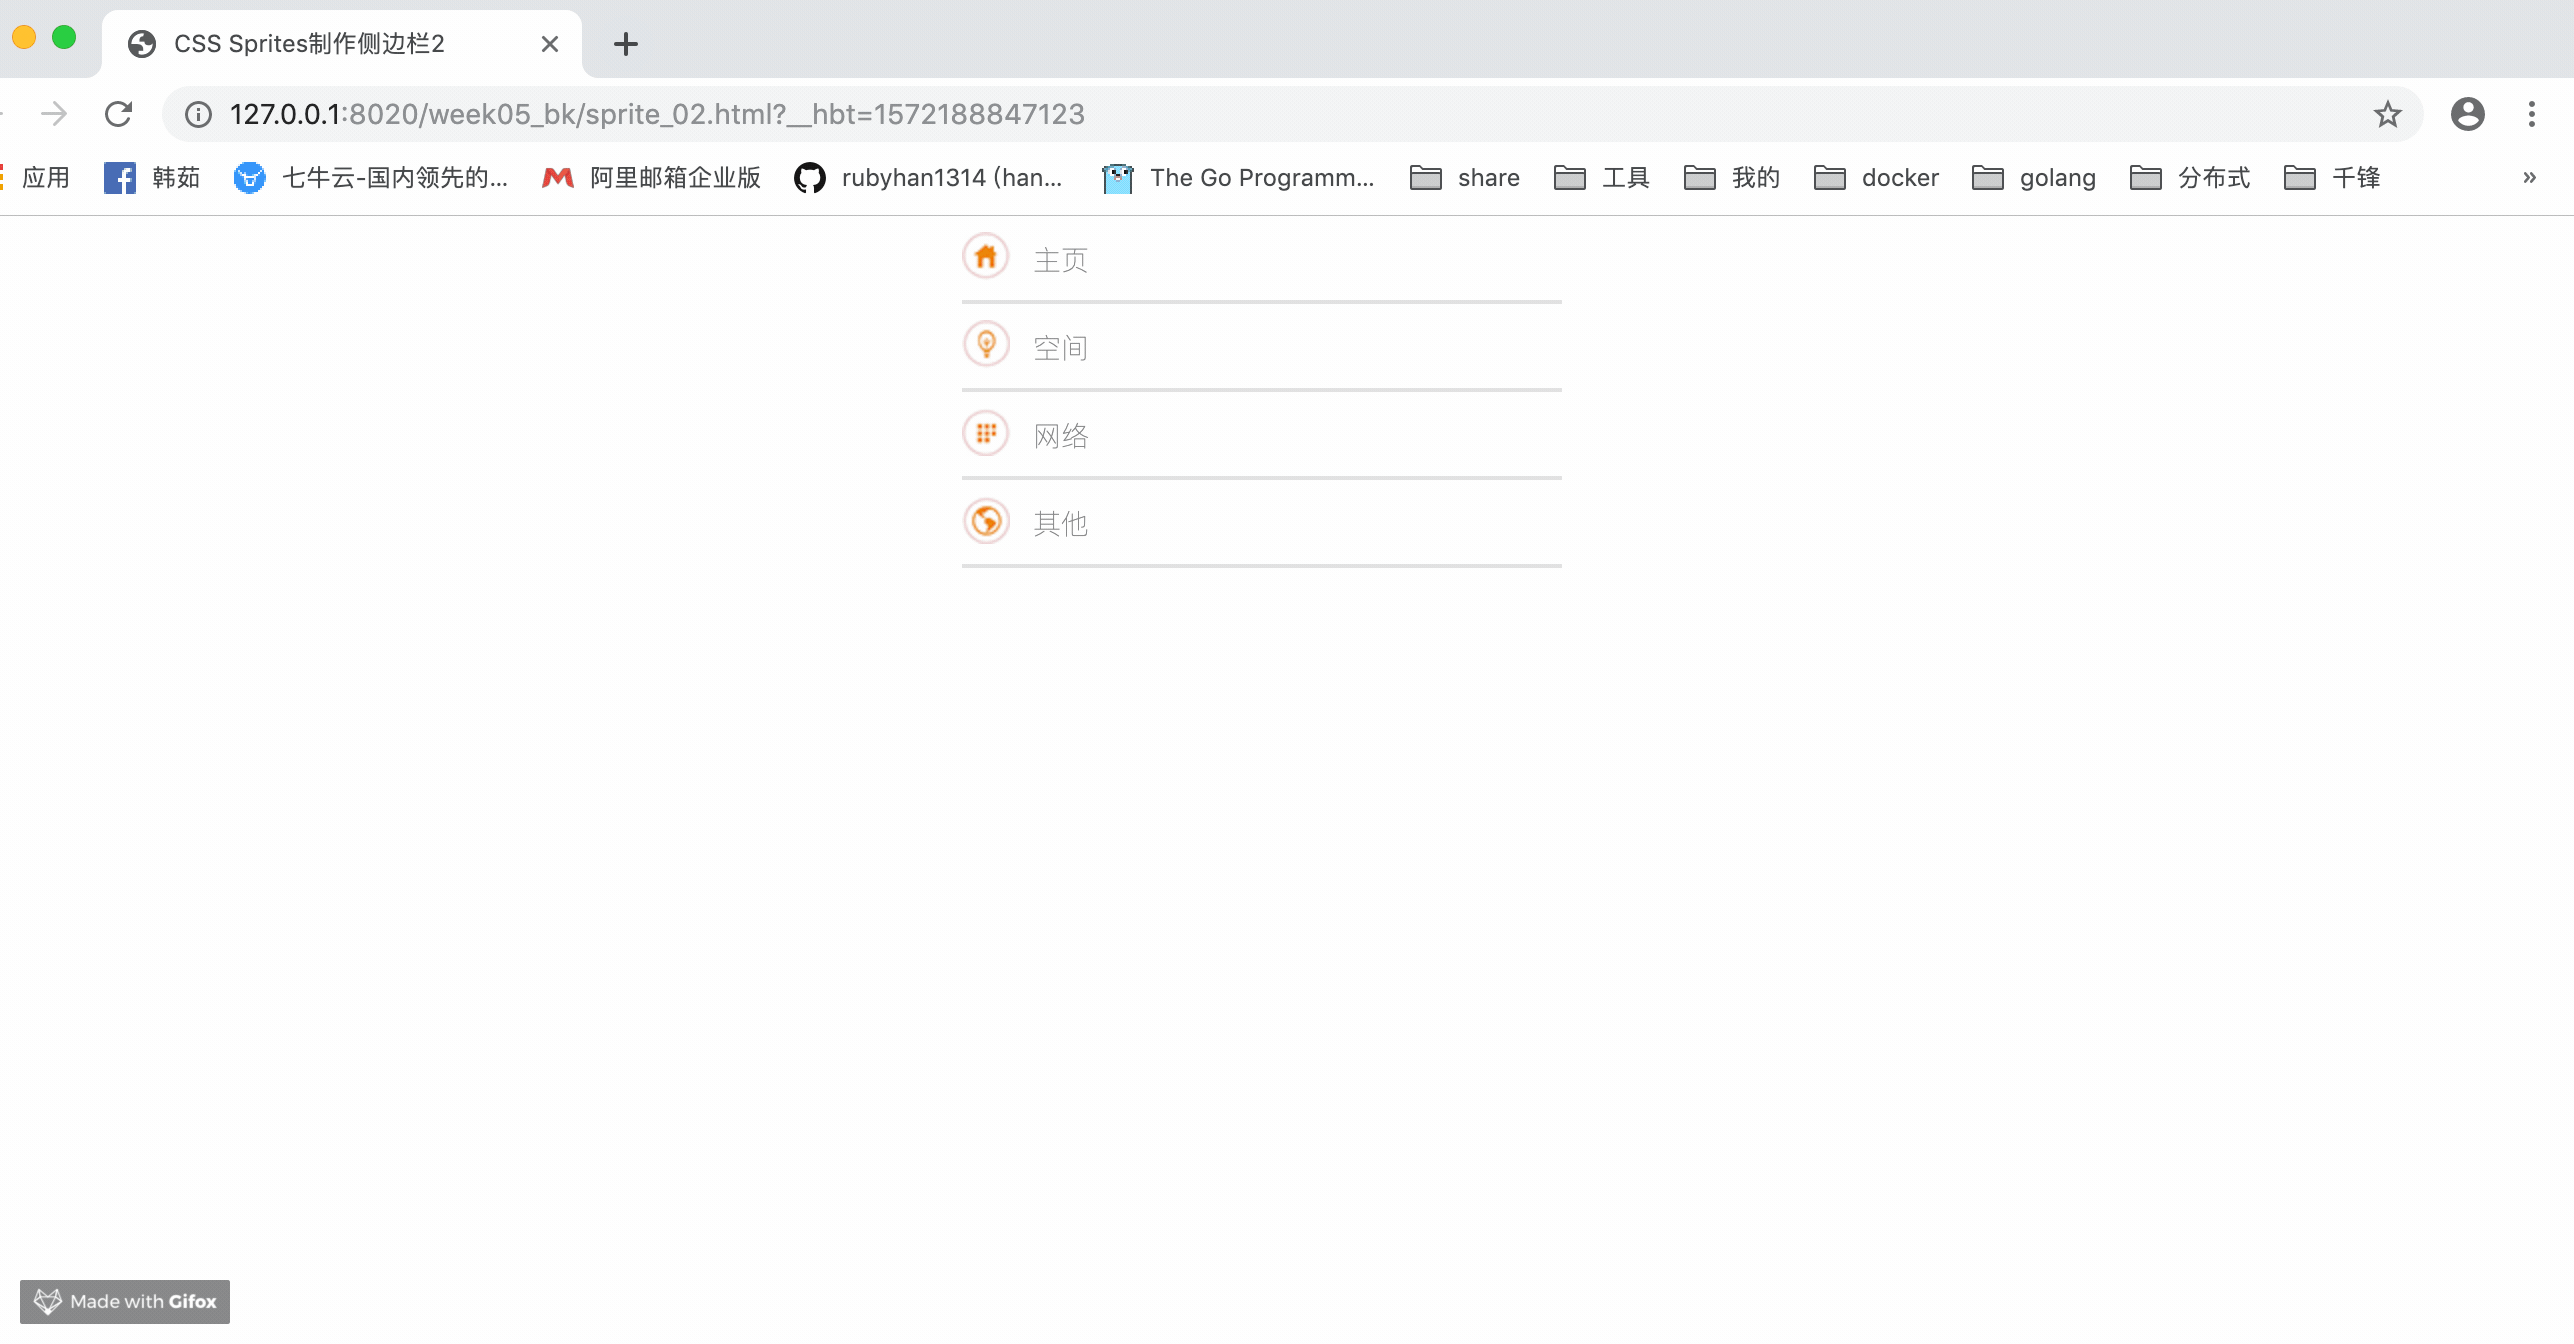 CSS Sprites制作侧边栏2
127.0.0.1:8020/week05_bk/sprite_02.html?__hbt=1572188847123
应用 韩茹 七牛云-国内领先的... 阿里邮箱企业版 rubyhan1314 (han... The Go Programm... share 工具 我的 docker golang 分布式 千锋 »
主页
空间
网络
其他
Made with Gifox